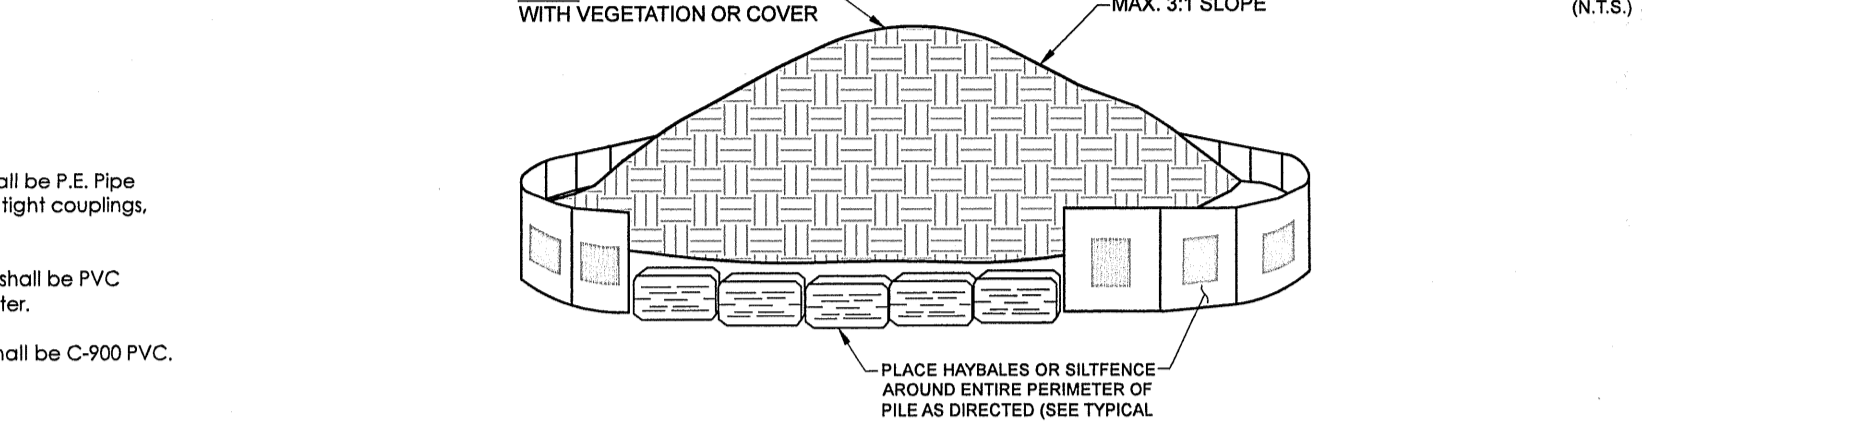 WITH VEGETATION OR COVER
MAX. 3:1 SLOPE
(N.T.S.)
all be P.E. Pipe
tight couplings,
shall be PVC
ter.
hall be C-900 PVC.
PLACE HAYBALES OR SILTFENCE
AROUND ENTIRE PERIMETER OF
PILE AS DIRECTED (SEE TYPICAL